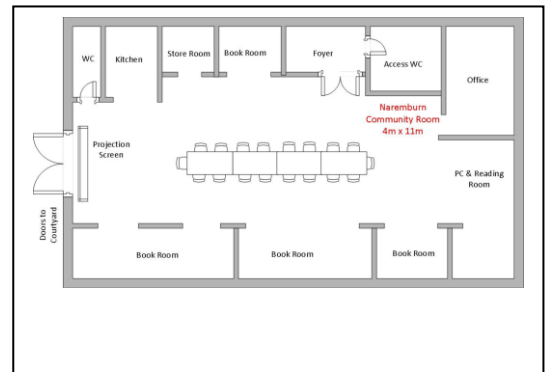 WC
Kitchen
Store Room
Book Room
Foyer
Access WC
Office
Naremburn
Community Room
4m x 11m
Projection
Screen
PC & Reading
Room
Doors to
Courtyard
Book Room
Book Room
Book Room